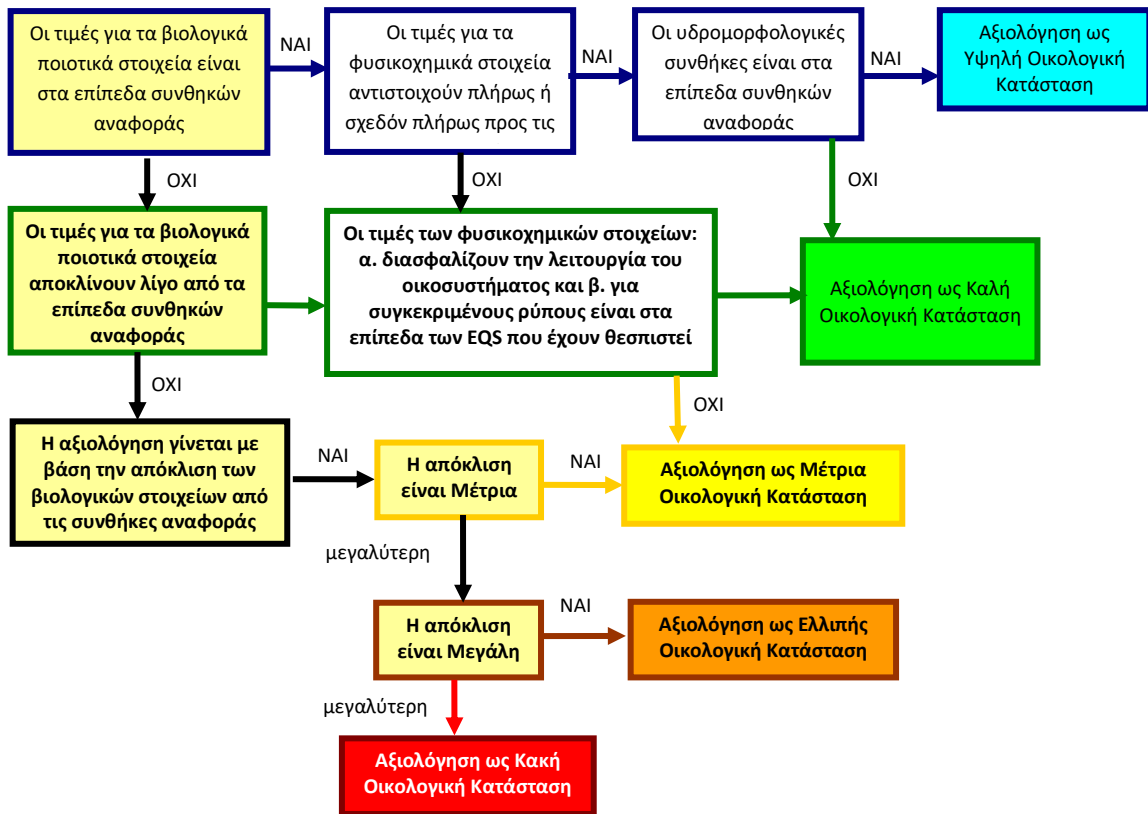 Οι τιμές για τα βιολογικά
ποιοτικά στοιχεία είναι
στα επίπεδα συνθηκών
αναφοράς
ΝΑΙ
Οι τιμές για τα
φυσικοχημικά στοιχεία
αντιστοιχούν πλήρως ή
σχεδόν πλήρως προς τις
ΝΑΙ
Οι υδρομορφολογικές
συνθήκες είναι στα
επίπεδα συνθηκών
αναφοράς
ΝΑΙ
Αξιολόγηση ως
Υψηλή Οικολογική
Κατάσταση
ΟΧΙ
ΟΧΙ
ΟΧΙ
Οι τιμές για τα βιολογικά
ποιοτικά στοιχεία
αποκλίνουν λίγο από τα
επίπεδα συνθηκών
αναφοράς
Οι τιμές των φυσικοχημικών στοιχείων:
α. διασφαλίζουν την λειτουργία του
οικοσυστήματος και β. για
συγκεκριμένους ρύπους είναι στα
επίπεδα των EQS που έχουν θεσπιστεί
Αξιολόγηση ως Καλή
Οικολογική Κατάσταση
ΟΧΙ
ΟΧΙ
Η αξιολόγηση γίνεται με
βάση την απόκλιση των
βιολογικών στοιχείων από
τις συνθήκες αναφοράς
ΝΑΙ
Η απόκλιση
είναι Μέτρια
ΝΑΙ
Αξιολόγηση ως Μέτρια
Οικολογική Κατάσταση
μεγαλύτερη
Η απόκλιση
είναι Μεγάλη
ΝΑΙ
Αξιολόγηση ως Ελλιπής
Οικολογική Κατάσταση
μεγαλύτερη
Αξιολόγηση ως Κακή
Οικολογική Κατάσταση